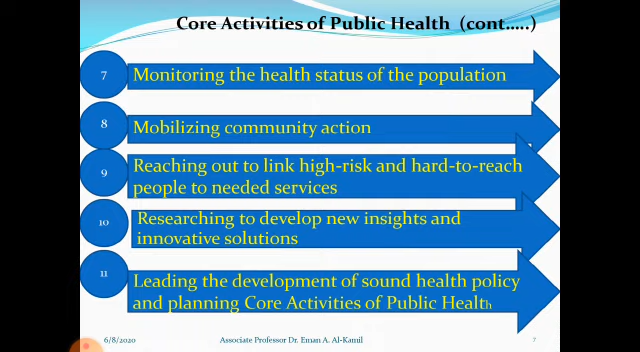 Core Activities of Public Health (cont.....)
7
Monitoring the health status of the population
8
Mobilizing community action
9
Reaching out to link high-risk and hard-to-reach
people to needed services
10
Researching to develop new insights and
innovative solutions
11
Leading the development of sound health policy
and planning Core Activities of Public Health
6/8/2020
Associate Professor Dr. Eman A. Al-Kamil
7